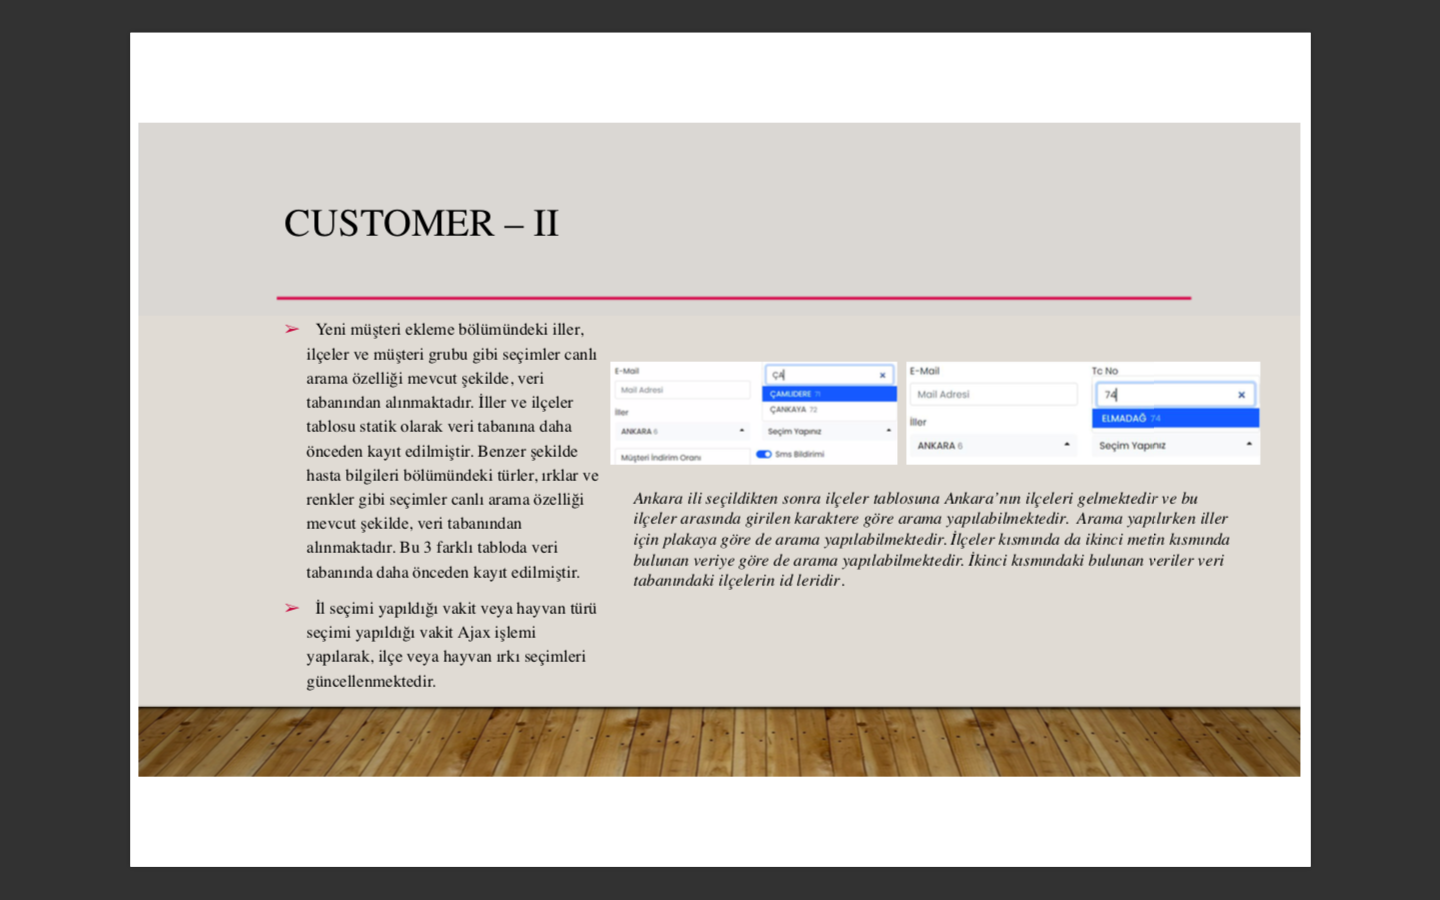 CUSTOMER – II
➢ Yeni müşteri ekleme bölümündeki iller,
ilçeler ve müşteri grubu gibi seçimler canlı
arama özelliği mevcut şekilde, veri
tabanından alınmaktadır. İller ve ilçeler
tablosu statik olarak veri tabanına daha
önceden kayıt edilmiştir. Benzer şekilde
hasta bilgileri bölümündeki türler, ırklar ve
renkler gibi seçimler canlı arama özelliği
mevcut şekilde, veri tabanından
alınmaktadır. Bu 3 farklı tabloda veri
tabanında daha önceden kayıt edilmiştir.
➢ İl seçimi yapıldığı vakit veya hayvan türü
seçimi yapıldığı vakit Ajax işlemi
yapılarak, ilçe veya hayvan ırkı seçimleri
güncellenmektedir.
E-Mail
ÇA
×
Mail Adresi
ÇAMLIDERE 71
İller
ÇANKAYA 72
ANKARA 6
Seçim Yapınız
Müşteri İndirim Oranı
Sms Bildirimi
E-Mail
Tc No
Mail Adresi
74
×
İller
ELMADAĞ 74
ANKARA 6
Seçim Yapınız
Ankara ili seçildikten sonra ilçeler tablosuna Ankara’nın ilçeleri gelmektedir ve bu
ilçeler arasında girilen karaktere göre arama yapılabilmektedir. Arama yapılırken iller
için plakaya göre de arama yapılabilmektedir. İlçeler kısmında da ikinci metin kısmında
bulunan veriye göre de arama yapılabilmektedir. İkinci kısmındaki bulunan veriler veri
tabanındaki ilçelerin id leridir.